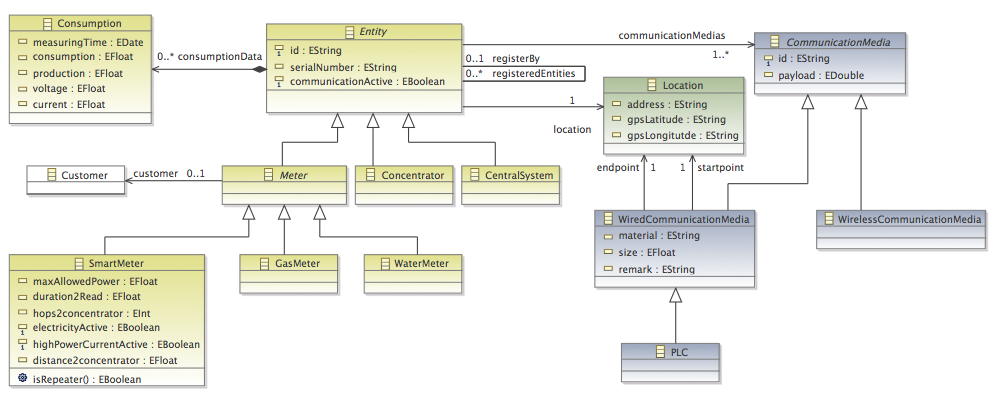 Consumption
measuringTime : EDate
consumption : EFloat
production : EFloat
voltage : EFloat
current : EFloat
0..* consumptionData
Entity
id : EString
serialNumber : EString
communicationActive : EBoolean
communicationMedias
1..*
0..1 registerBy
0..* registeredEntities
1
location
CommunicationMedia
id : EString
payload : EDouble
Location
address : EString
gpsLatitude : EString
gpsLongitutde : EString
endpoint 1
1 startpoint
Customer
customer 0..1
Meter
Concentrator
CentralSystem
WiredCommunicationMedia
material : EString
size : EFloat
remark : EString
WirelessCommunicationMedia
SmartMeter
maxAllowedPower : EFloat
duration2Read : EFloat
hops2concentrator : EInt
electricityActive : EBoolean
highPowerCurrentActive : EBoolean
distance2concentrator : EFloat
isRepeater() : EBoolean
GasMeter
WaterMeter
PLC